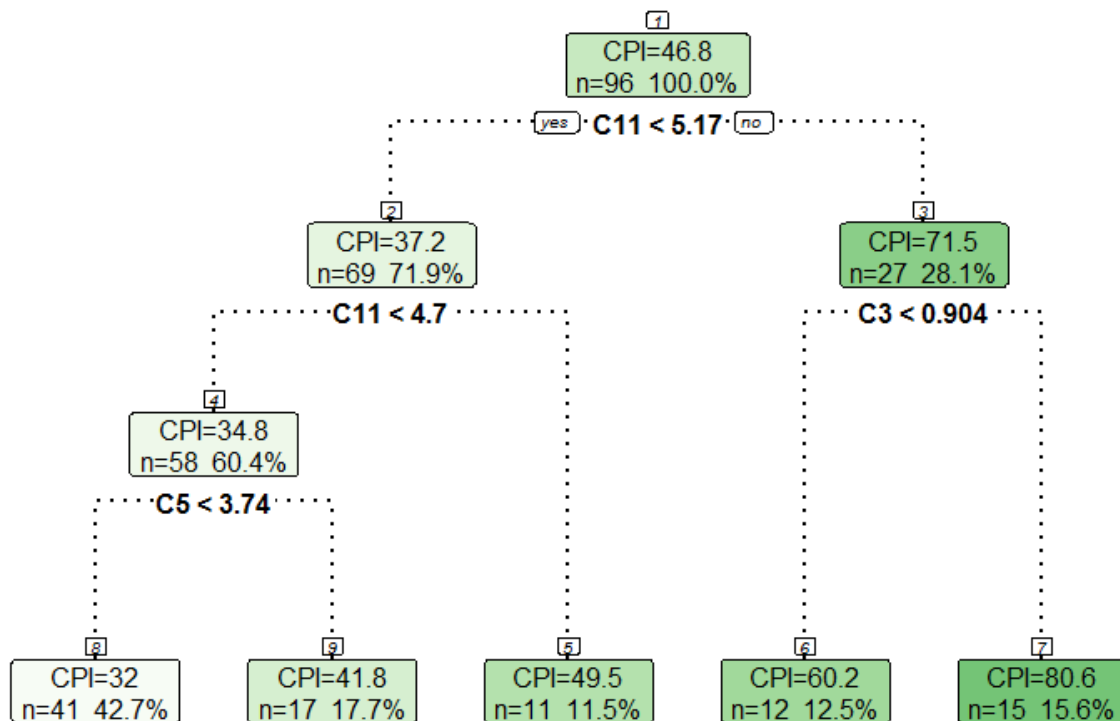 1
CPI=46.8
n=96 100.0%
yes C11 < 5.17 no
2
CPI=37.2
n=69 71.9%
C11 < 4.7
3
CPI=71.5
n=27 28.1%
C3 < 0.904
4
CPI=34.8
n=58 60.4%
C5 < 3.74
8
CPI=32
n=41 42.7%
9
CPI=41.8
n=17 17.7%
5
CPI=49.5
n=11 11.5%
6
CPI=60.2
n=12 12.5%
7
CPI=80.6
n=15 15.6%